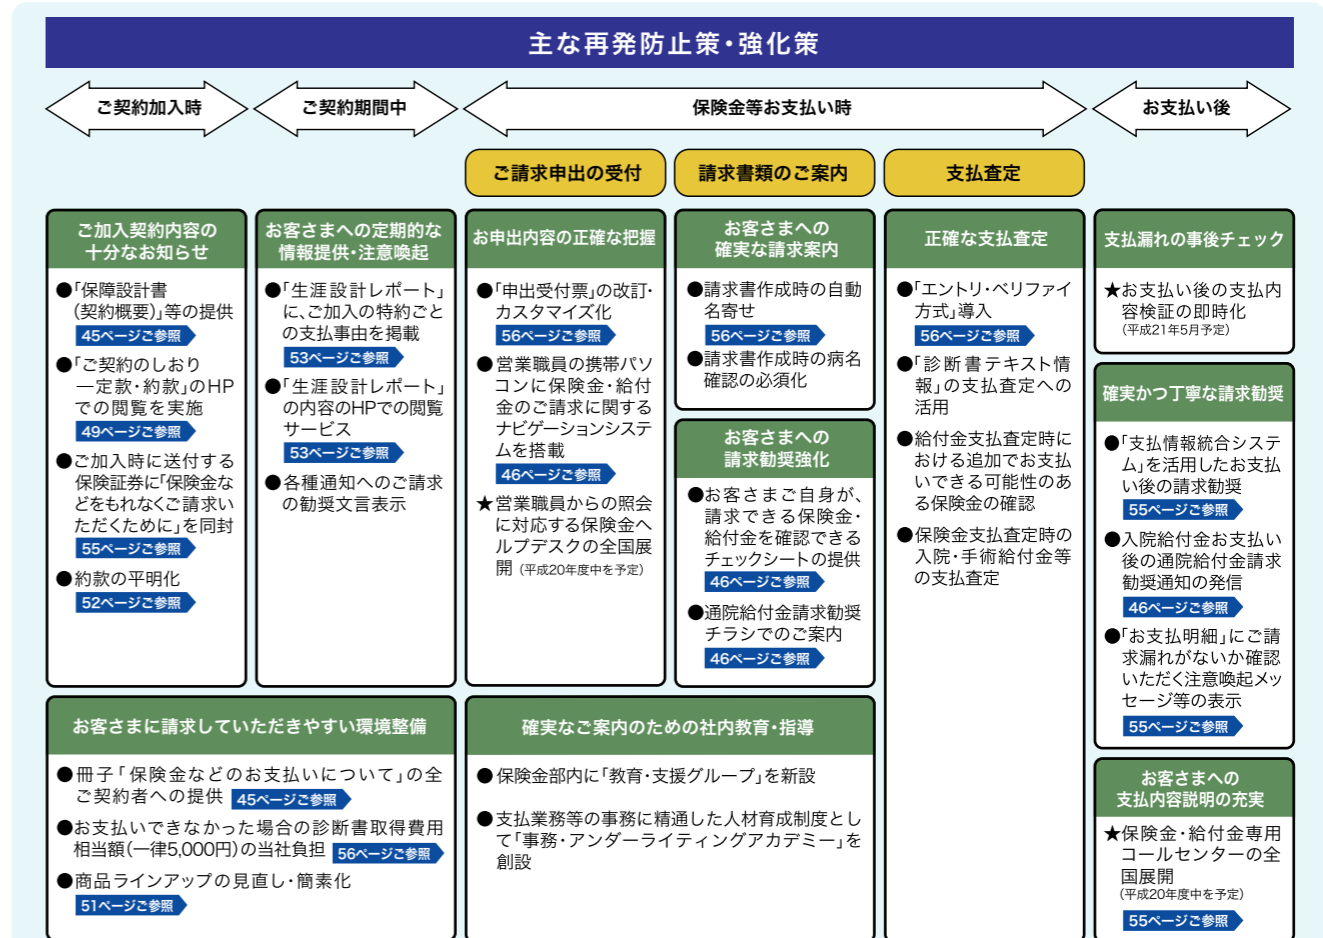 主な再発防止策・強化策
ご契約加入時
ご契約期間中
保険金等お支払い時
お支払い後
ご請求申出の受付
請求書類のご案内
支払査定
ご加入契約内容の
十分なお知らせ
●「保障設計書
（契約概要）」等の提供
45ページご参照
●「ご契約のしおり
―定款・約款」のHP
での閲覧を実施
49ページご参照
●ご加入時に送付する
保険証券に「保険金な
どをもれなくご請求い
ただくために」を同封
55ページご参照
●約款の平明化
52ページご参照
お客さまへの定期的な
情報提供・注意喚起
●「生涯設計レポート」
に、ご加入の特約ごと
の支払事由を掲載
53ページご参照
●「生涯設計レポート」
の内容のHPでの閲覧
サービス
53ページご参照
●各種通知へのご請求
の勧奨文言表示
お客さまに請求していただきやすい環境整備
●冊子「保険金などのお支払いについて」の全
ご契約者への提供 45ページご参照
●お支払いできなかった場合の診断書取得費用
相当額（一律5,000円）の当社負担 56ページご参照
●商品ラインアップの見直し・簡素化
51ページご参照
お申出内容の正確な把握
●「申出受付票」の改訂・
カスタマイズ化
56ページご参照
●営業職員の携帯パソ
コンに保険金・給付
金のご請求に関する
ナビゲーションシステ
ムを搭載
46ページご参照
★営業職員からの照会
に対応する保険金ヘ
ルプデスクの全国展
開（平成20年度中を予定）
お客さまへの
確実な請求案内
●請求書作成時の自動
名寄せ
56ページご参照
●請求書作成時の病名
確認の必須化
お客さまへの
請求勧奨強化
●お客さまご自身が、
請求できる保険金・
給付金を確認できる
チェックシートの提供
46ページご参照
●通院給付金請求勧奨
チラシでのご案内
46ページご参照
確実なご案内のための社内教育・指導
●保険金部内に「教育・支援グループ」を新設
●支払業務等の事務に精通した人材育成制度とし
て「事務・アンダーライティングアカデミー」を
創設
正確な支払査定
●「エントリ・ベリファイ
方式」導入
56ページご参照
●「診断書テキスト情
報」の支払査定への
活用
●給付金支払査定時に
おける追加でお支払
いできる可能性のあ
る保険金の確認
●保険金支払査定時の
入院・手術給付金等
の支払査定
支払漏れの事後チェック
★お支払い後の支払内
容検証の即時化
（平成21年5月予定）
確実かつ丁寧な請求勧奨
●「支払情報統合システ
ム」を活用したお支払
い後の請求勧奨
55ページご参照
●入院給付金お支払い
後の通院給付金請求
勧奨通知の発信
46ページご参照
●「お支払明細」にご請
求漏れがないか確認
いただく注意喚起メッ
セージ等の表示
55ページご参照
お客さまへの
支払内容説明の充実
★保険金・給付金専用
コールセンターの全
国展開
（平成20年度中を予定）
55ページご参照